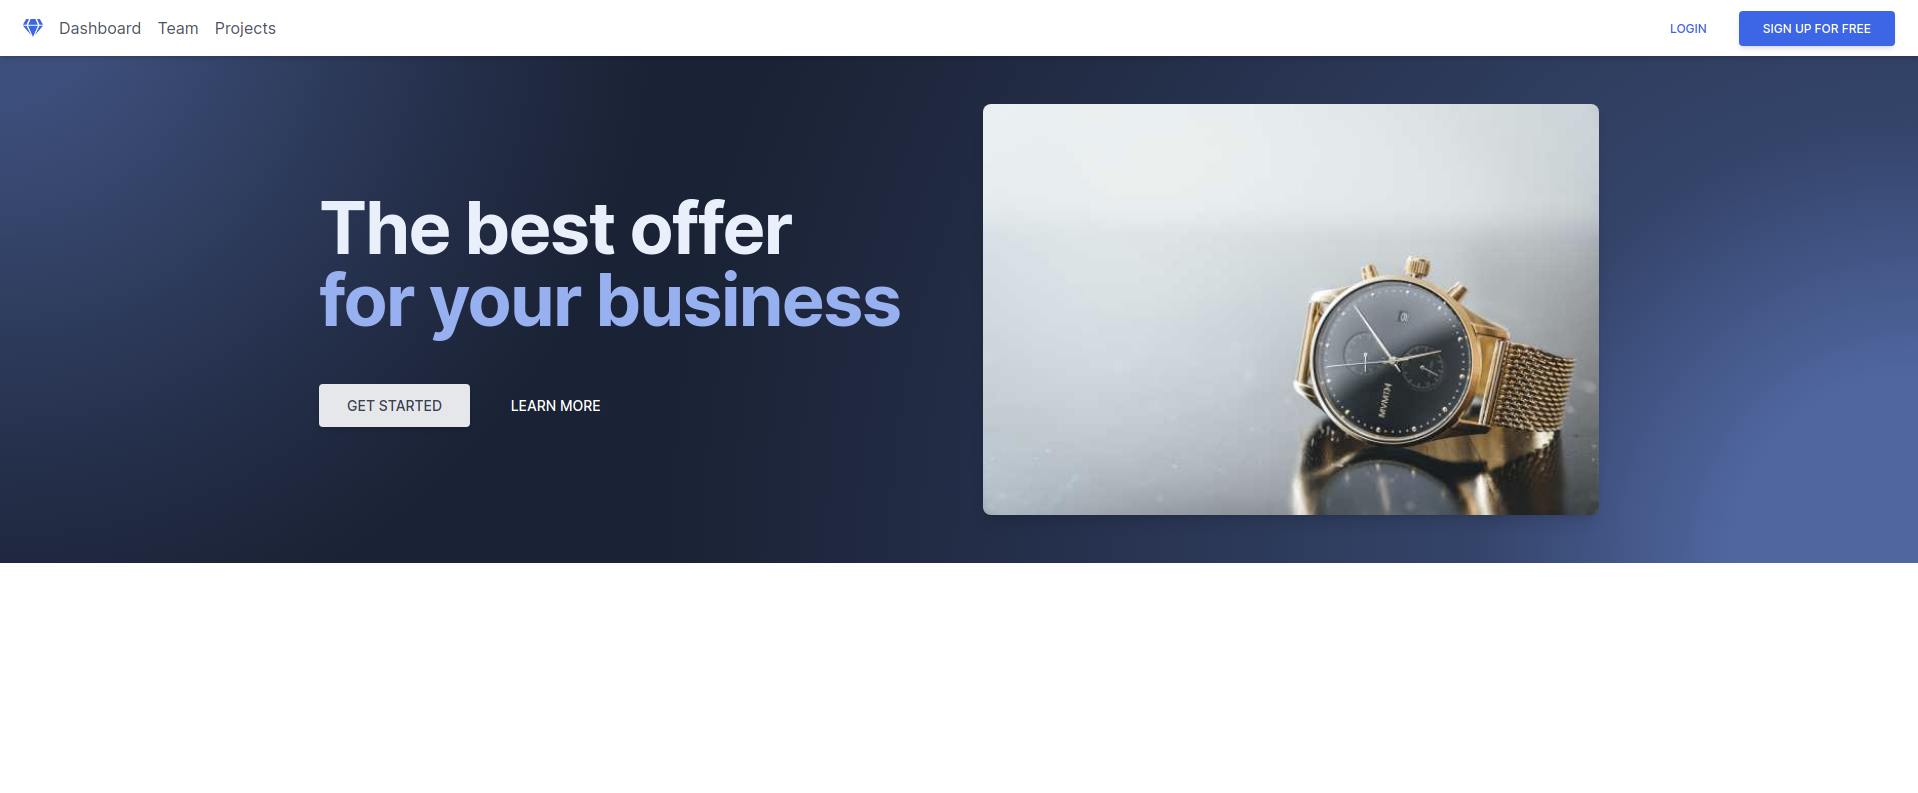 Dashboard Team Projects LOGIN SIGN UP FOR FREE
The best offer
for your business
GET STARTED LEARN MORE
MVMTH